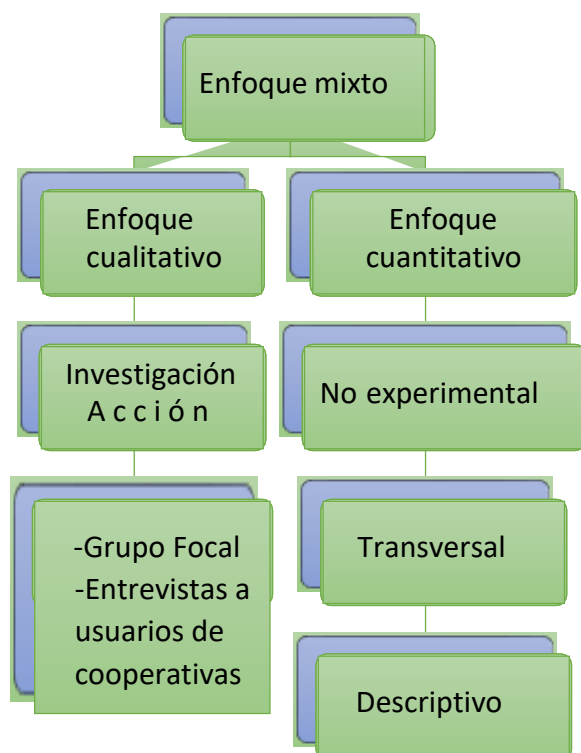 Enfoque mixto
Enfoque
cualitativo
Enfoque
cuantitativo
Investigación
A c c i ó n
No experimental
-Grupo Focal
-Entrevistas a
usuarios de
cooperativas
Transversal
Descriptivo